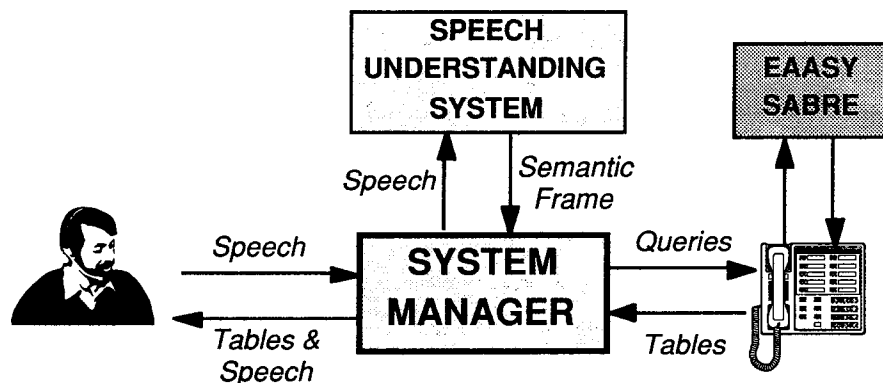 SPEECH
UNDERSTANDING
SYSTEM
EAASY
SABRE
Speech
Semantic
Frame
Speech
SYSTEM
MANAGER
Queries
Tables &
Speech
Tables